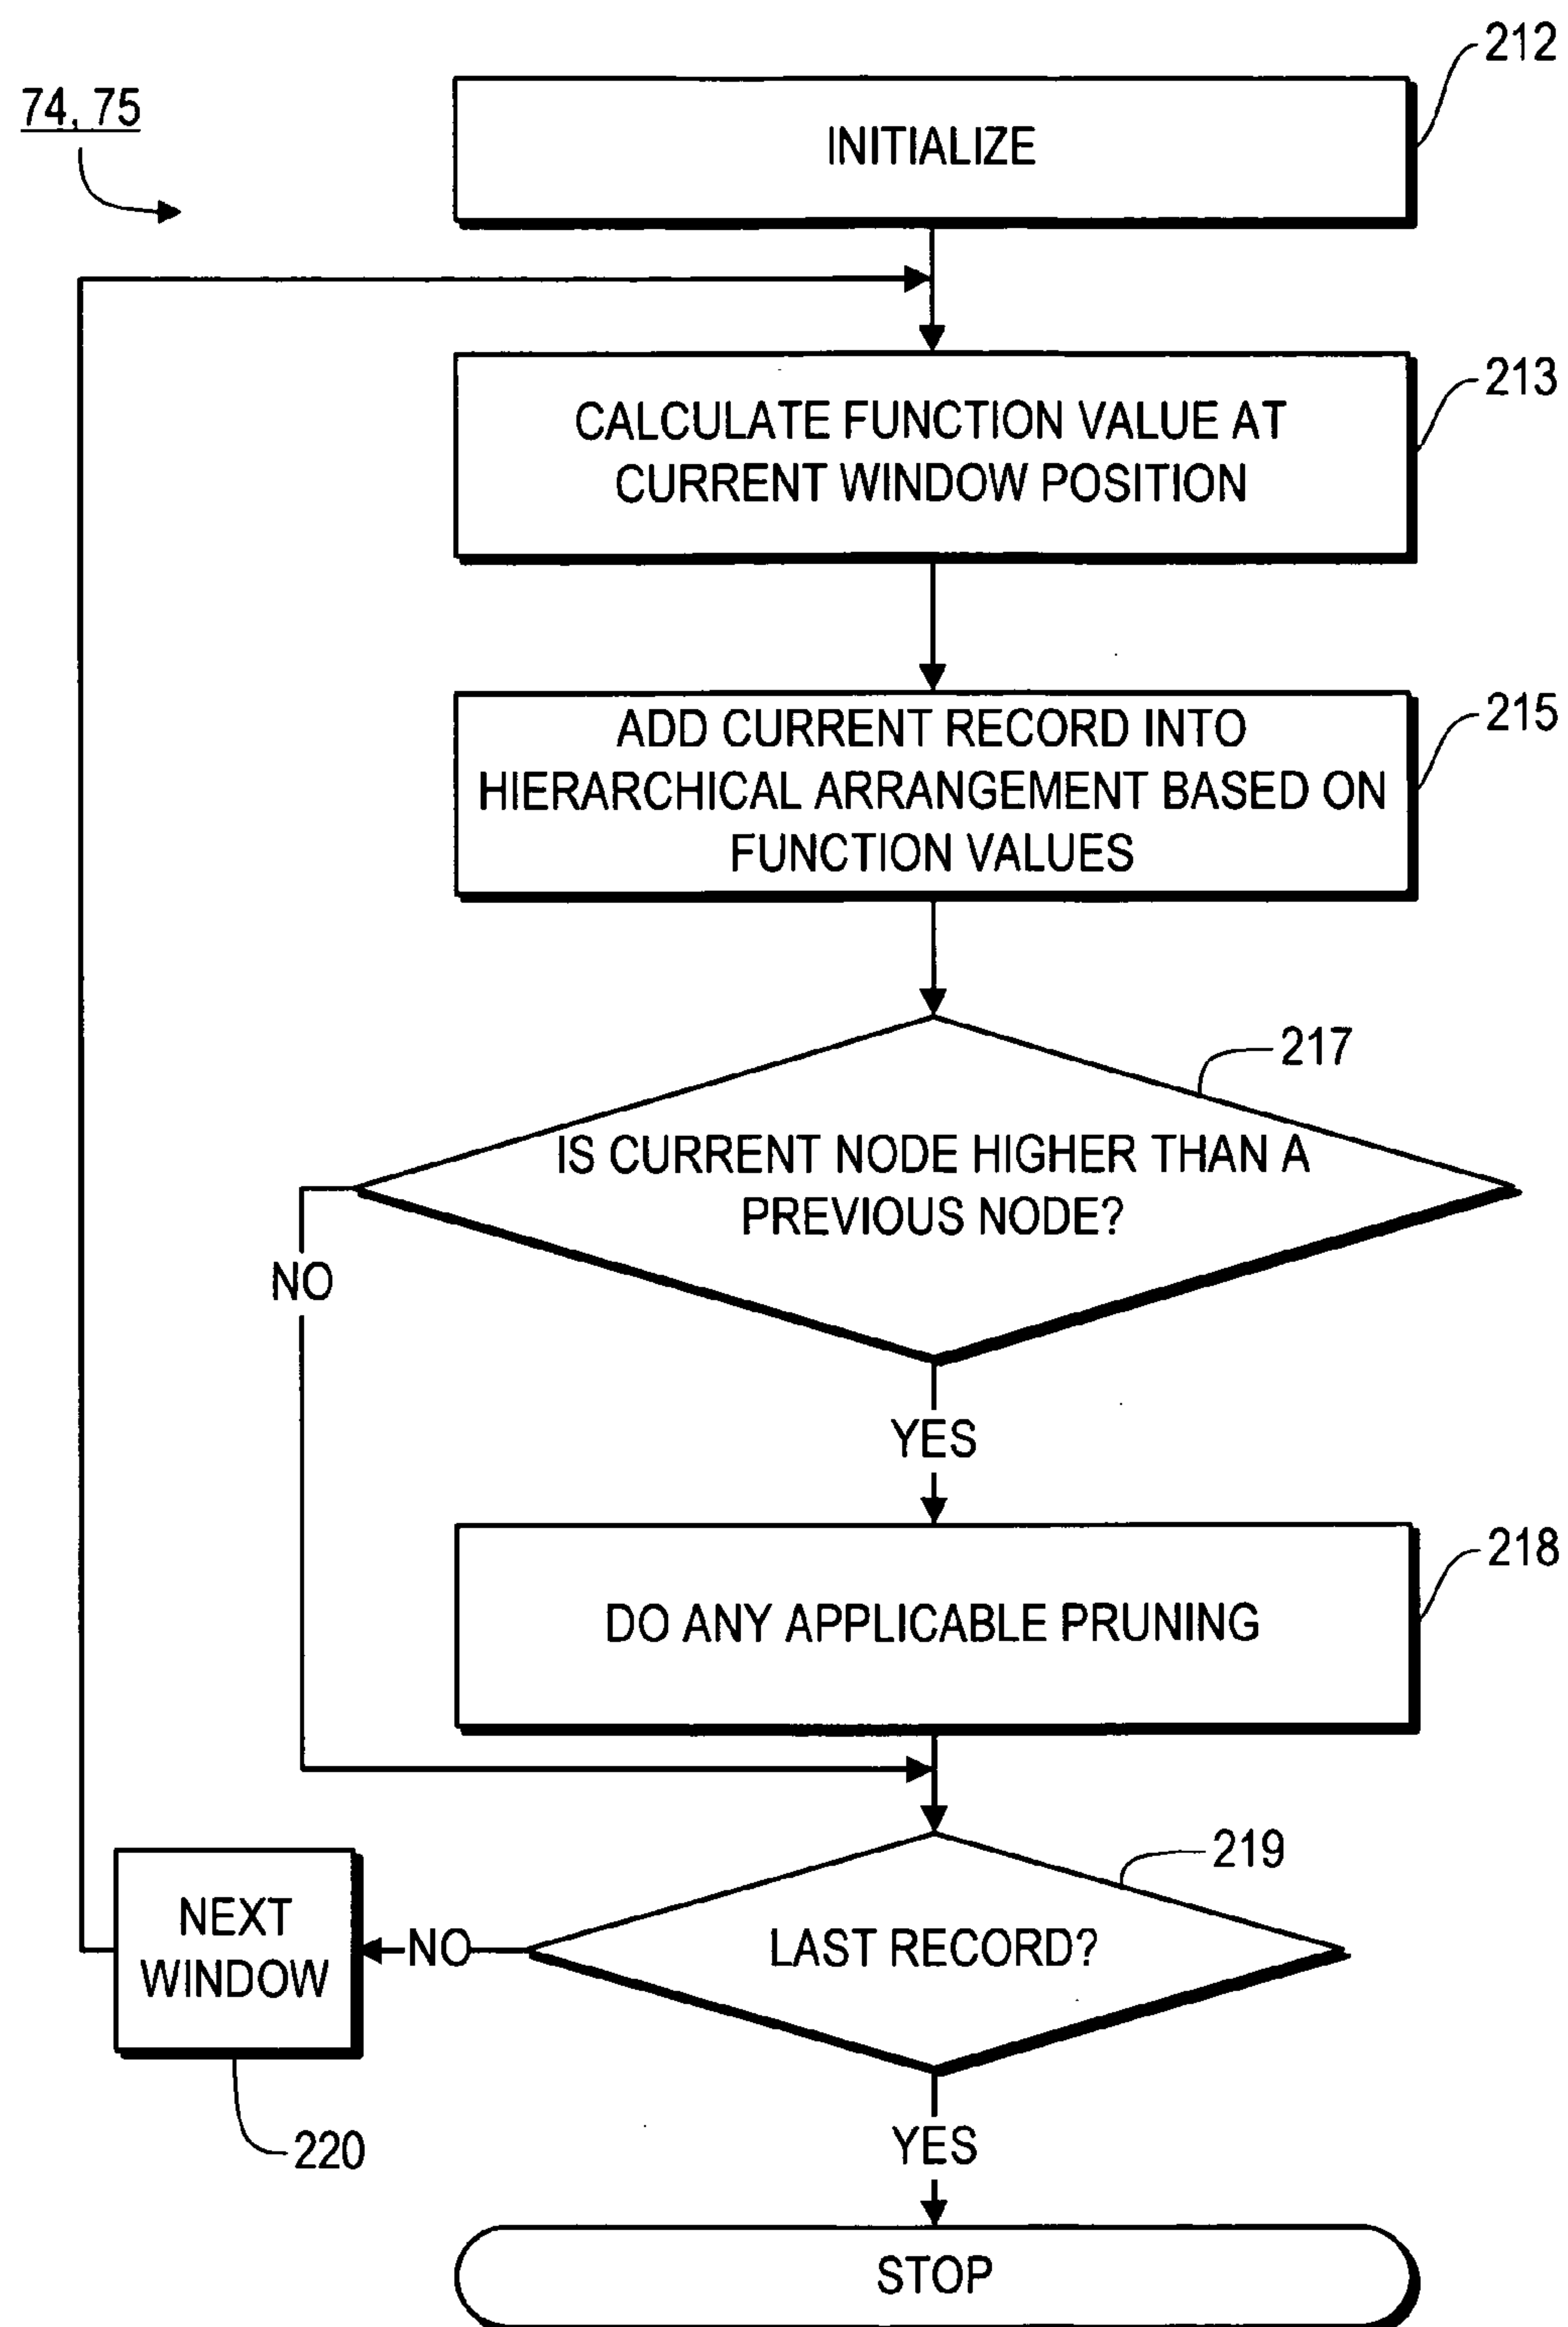 212
74, 75
INITIALIZE
213
CALCULATE FUNCTION VALUE AT
CURRENT WINDOW POSITION
215
ADD CURRENT RECORD INTO
HIERARCHICAL ARRANGEMENT BASED ON
FUNCTION VALUES
217
IS CURRENT NODE HIGHER THAN A
PREVIOUS NODE?
NO
YES
218
DO ANY APPLICABLE PRUNING
219
LAST RECORD?
NO
NEXT
WINDOW
220
YES
STOP